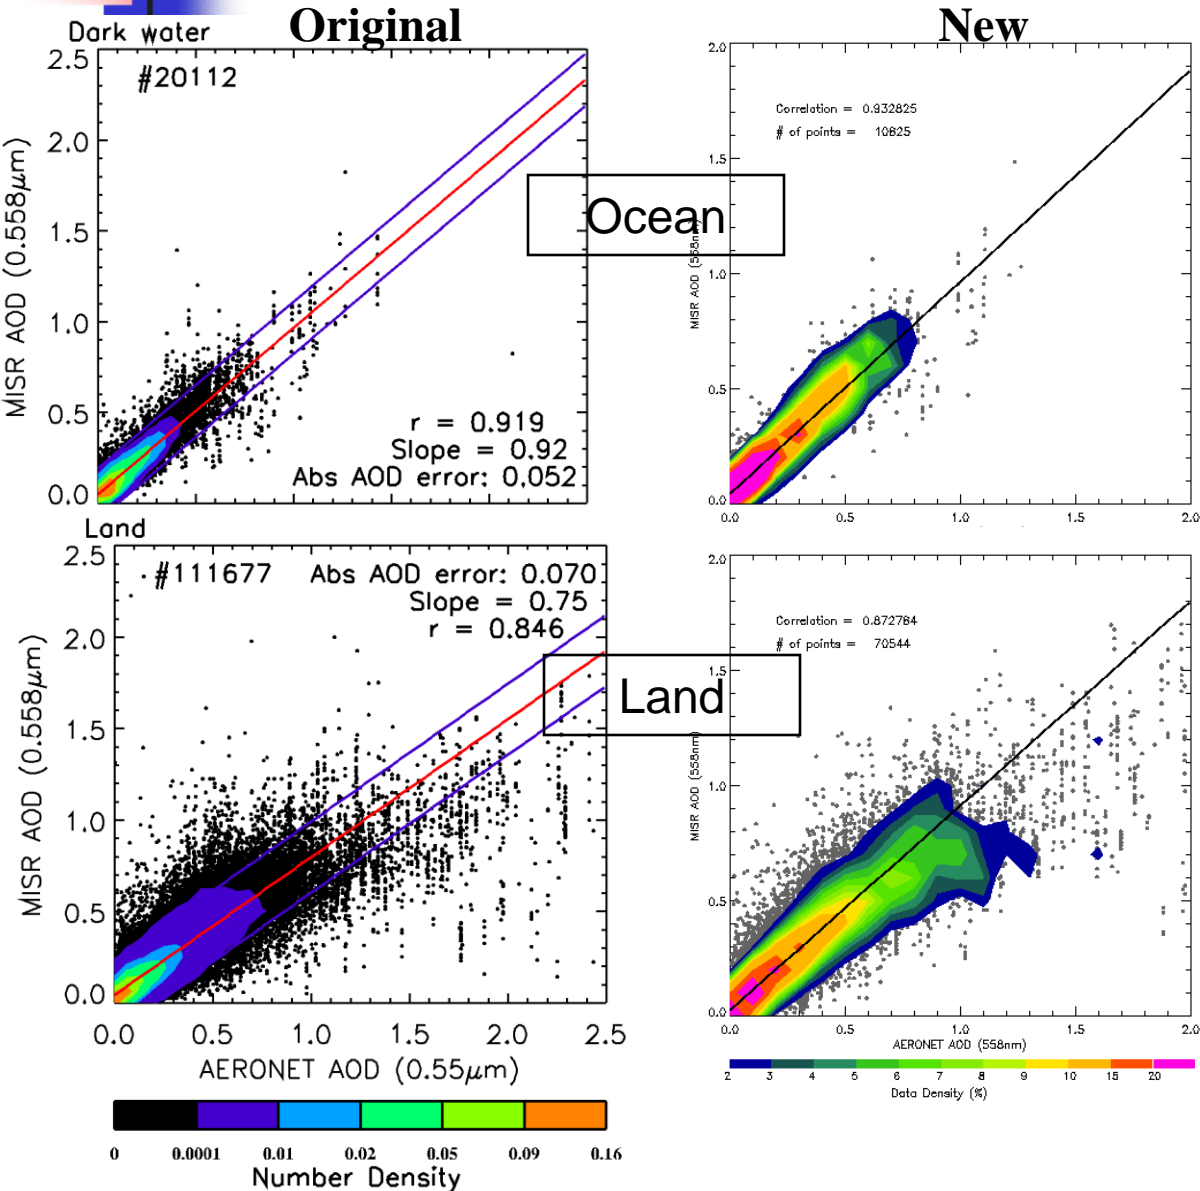 Original
New
Dark water
#20112
2.5
2.0
1.5
1.0
0.5
0.0
MISR AOD (0.558μm)
r = 0.919
Slope = 0.92
Abs AOD error: 0.052
Ocean
2.0
1.5
1.0
0.5
0.0
MISR AOD (558nm)
Correlation = 0.932825
# of points = 10625
0.0 0.5 1.0 1.5 2.0
Land
#111677
Abs AOD error: 0.070
Slope = 0.75
r = 0.846
2.5
2.0
1.5
1.0
0.5
0.0
MISR AOD (0.558μm)
0.0 0.5 1.0 1.5 2.0 2.5
AERONET AOD (0.55μm)
0 0.0001 0.01 0.02 0.05 0.09 0.16
Number Density
Land
2.0
1.5
1.0
0.5
0.0
MISR AOD (558nm)
Correlation = 0.872764
# of points = 70544
0.0 0.5 1.0 1.5 2.0
AERONET AOD (558nm)
2 3 4 5 6 7 8 9 10 15 20
Data Density (%)